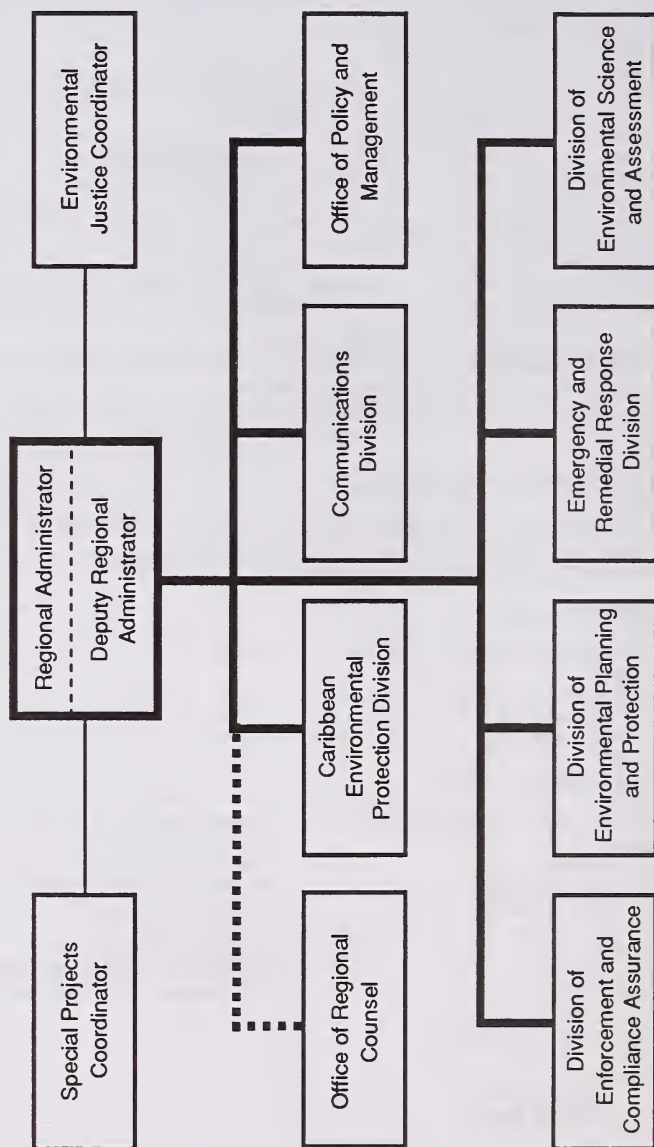 Special Projects
Coordinator
Regional Administrator
Deputy Regional
Administrator
Environmental
Justice Coordinator
Office of Regional
Counsel
Caribbean
Environmental
Protection Division
Communications
Division
Office of Policy and
Management
Division of
Enforcement and
Compliance Assurance
Division of
Environmental Planning
and Protection
Emergency and
Remedial Response
Division
Division of
Environmental Science
and Assessment